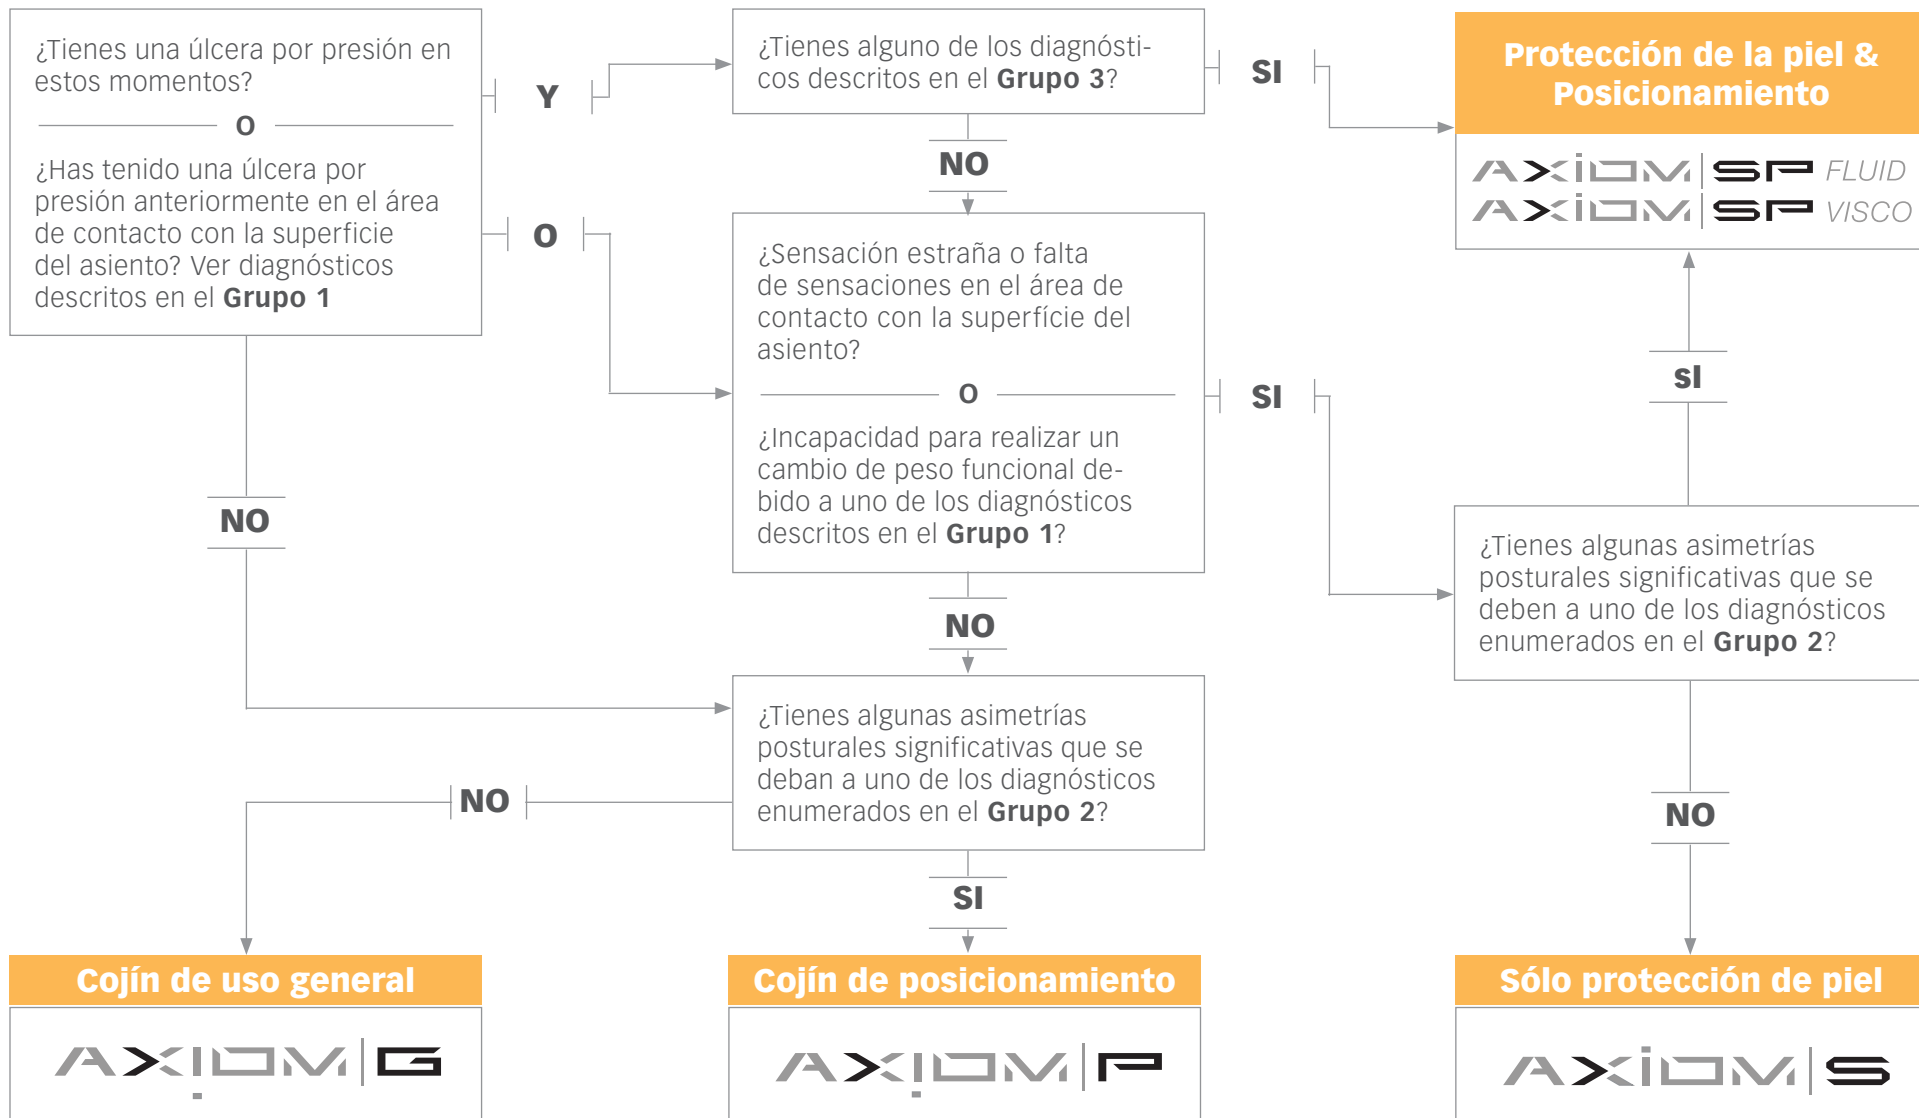 ¿Tienes una úlcera por presión en
estos momentos?
O
¿Has tenido una úlcera por
presión anteriormente en el área
de contacto con la superficie
del asiento? Ver diagnósticos
descritos en el Grupo 1
Y
O
NO
¿Tienes alguno de los diagnósti-
cos descritos en el Grupo 3?
SI
NO
¿Sensación estraña o falta
de sensaciones en el área de
contacto con la superfície del
asiento?
O
¿Incapacidad para realizar un
cambio de peso funcional de-
bido a uno de los diagnósticos
descritos en el Grupo 1?
SI
NO
¿Tienes algunas asimetrías
posturales significativas que se
deban a uno de los diagnósticos
enumerados en el Grupo 2?
NO
SI
Protección de la piel &
Posicionamiento
AXIOM|SP FLUID
AXIOM|SP VISCO
sI
¿Tienes algunas asimetrías
posturales significativas que se
deben a uno de los diagnósticos
enumerados en el Grupo 2?
NO
Cojín de uso general
AXIOM|G
Cojín de posicionamiento
AXIOM|P
Sólo protección de piel
AXIOM|S